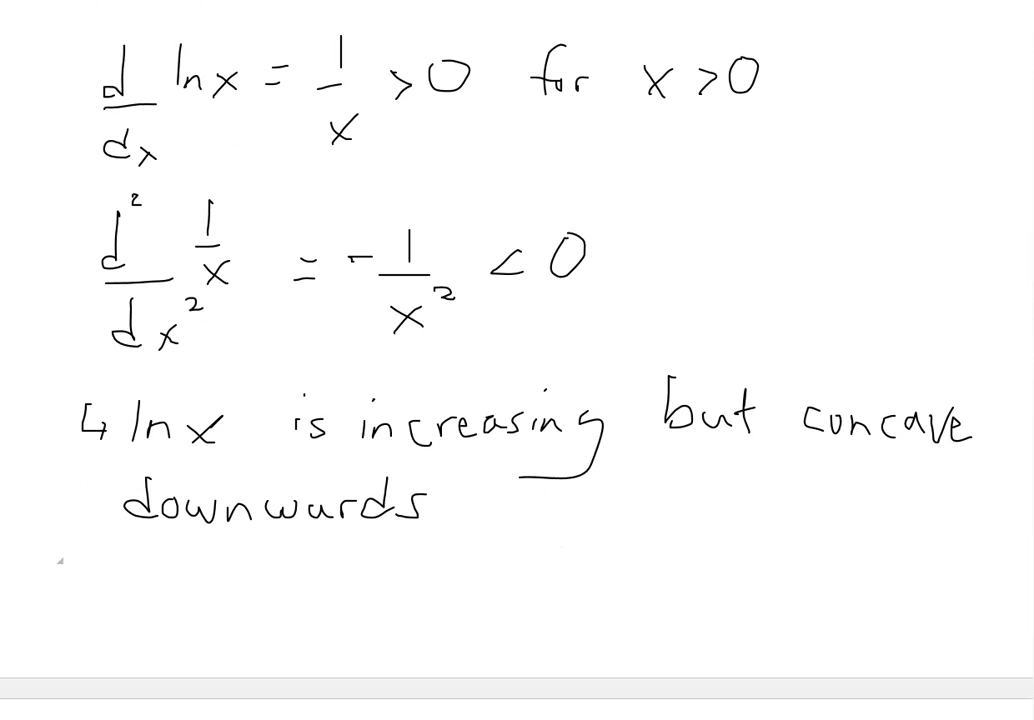 d/dx ln x = 1/x > 0 for x > 0
d²/dx² 1/x = - 1/x² < 0
↳ ln x is increasing but concave
downwards